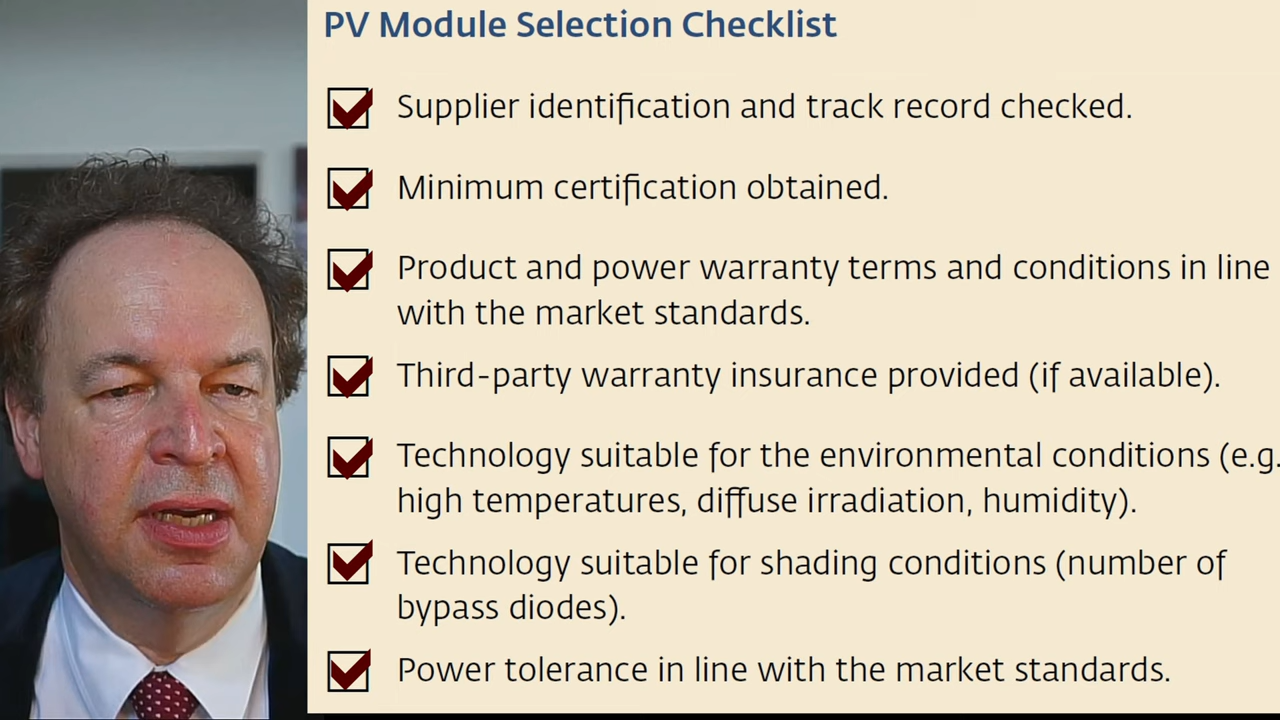 PV Module Selection Checklist
Supplier identification and track record checked.
Minimum certification obtained.
Product and power warranty terms and conditions in line
with the market standards.
Third-party warranty insurance provided (if available).
Technology suitable for the environmental conditions (e.g.
high temperatures, diffuse irradiation, humidity).
Technology suitable for shading conditions (number of
bypass diodes).
Power tolerance in line with the market standards.